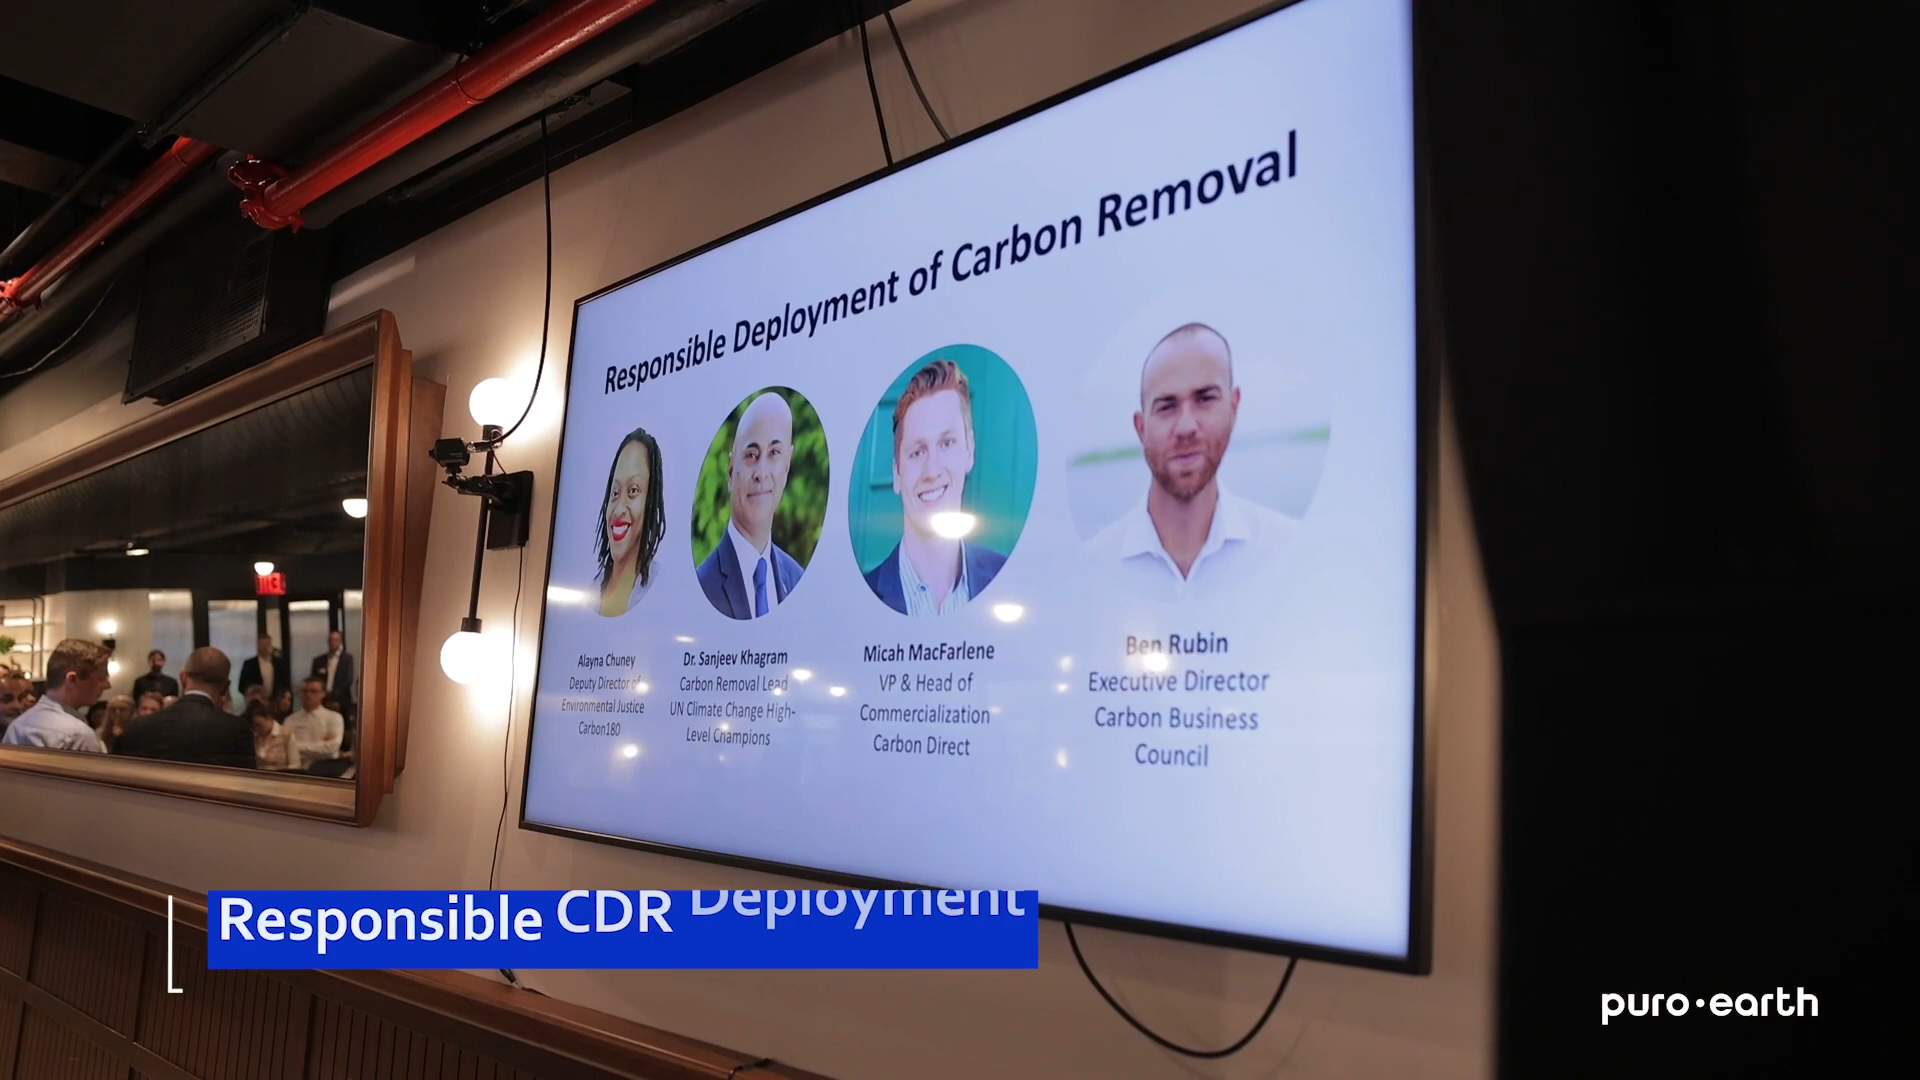 Responsible Deployment of Carbon Removal
Alayna Chuney
Deputy Director of
Environmental Justice
Carbon180
Dr. Sanjeev Khagram
Carbon Removal Lead
UN Climate Change High-
Level Champions
Micah MacFarlene
VP & Head of
Commercialization
Carbon Direct
Ben Rubin
Executive Director
Carbon Business
Council
Responsible CDR Deployment
puro·earth